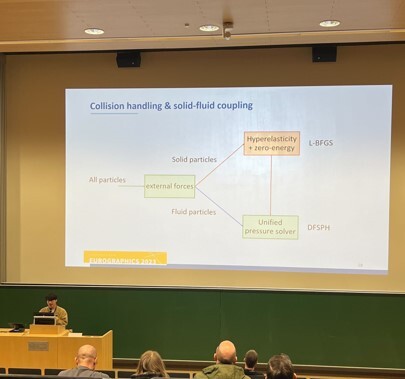 Collision handling & solid-fluid coupling
Hyperelasticity
+ zero-energy
L-BFGS
Solid particles
All particles
external forces
Fluid particles
Unified
pressure solver
DFSPH
EUROGRAPHICS 2023